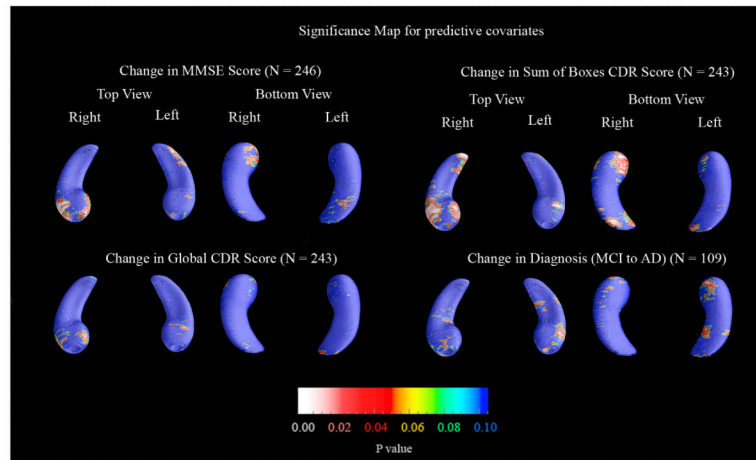 Significance Map for predictive covariates
Change in MMSE Score (N = 246)
Top View Bottom View
Right Left Right Left
Change in Sum of Boxes CDR Score (N = 243)
Top View Bottom View
Right Left Right Left
Change in Global CDR Score (N = 243)
Change in Diagnosis (MCI to AD) (N = 109)
0.00 0.02 0.04 0.06 0.08 0.10
P value